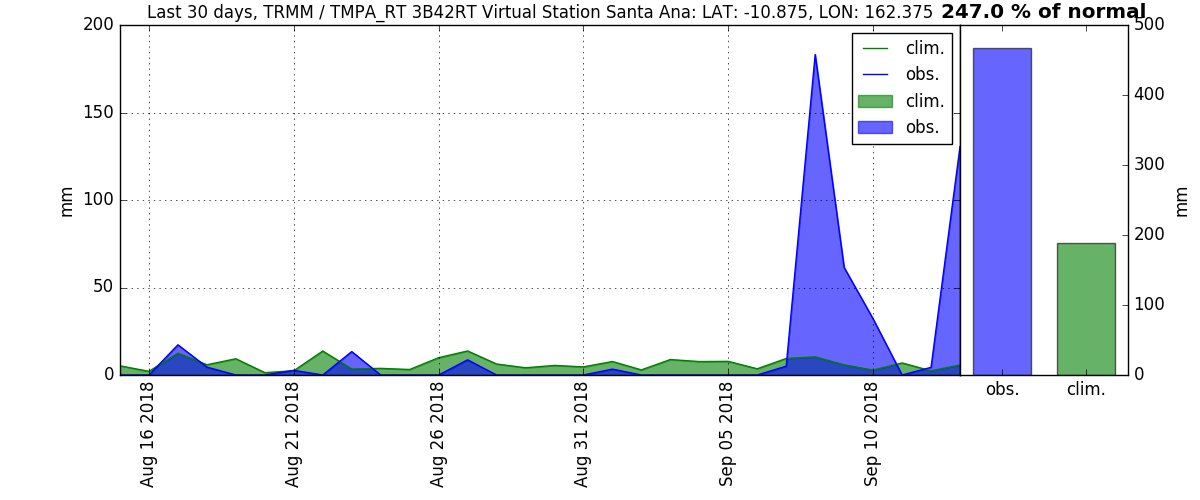 Last 30 days, TRMM / TMPA_RT 3B42RT Virtual Station Santa Ana: LAT: -10.875, LON: 162.375 247.0 % of normal
200
150
100
50
0
mm
clim.
obs.
clim.
obs.
500
400
300
200
100
0
mm
Aug 16 2018
Aug 21 2018
Aug 26 2018
Aug 31 2018
Sep 05 2018
Sep 10 2018
obs. clim.